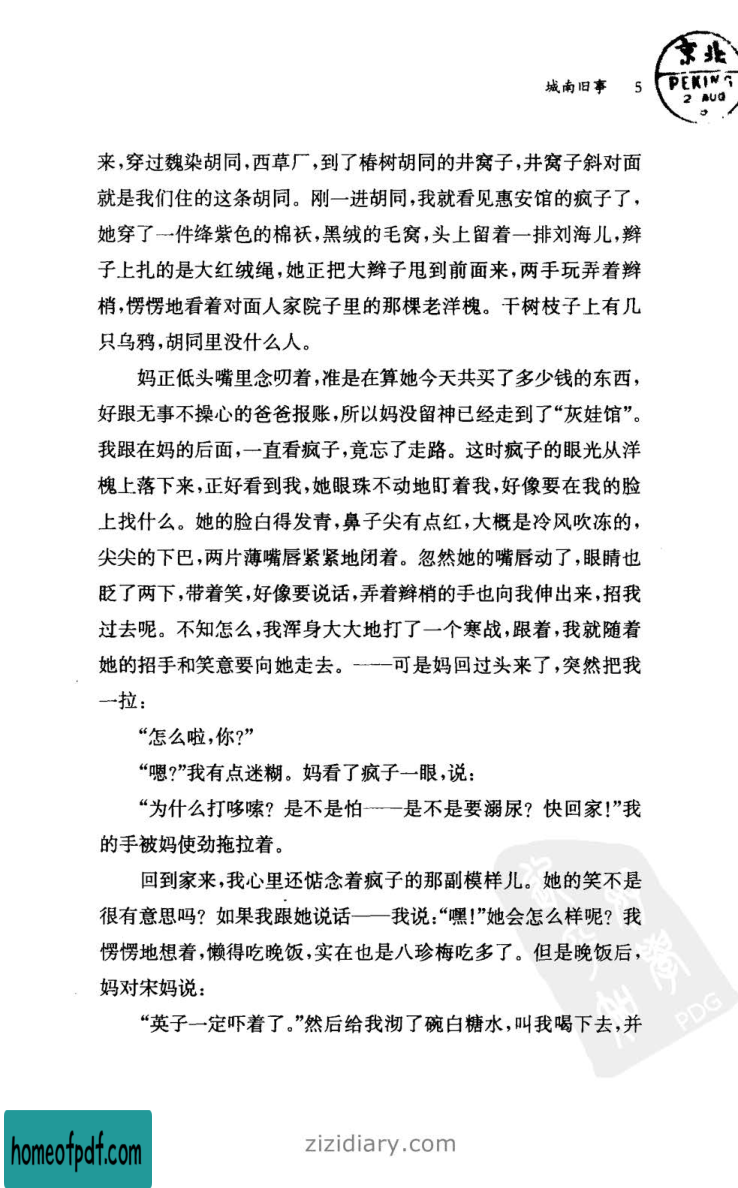 城南旧事 5
京北
PEKING
2 AUG
来,穿过魏染胡同,西草厂,到了椿树胡同的井窝子,井窝子斜对面
就是我们住的这条胡同。刚一进胡同,我就看见惠安馆的疯子了,
她穿了一件绛紫色的棉袄,黑绒的毛窝,头上留着一排刘海儿,辫
子上扎的是大红绒绳,她正把大辫子甩到前面来,两手玩弄着辫
梢,愣愣地看着对面人家院子里的那棵老洋槐。干树枝子上有几
只乌鸦,胡同里没什么人。
妈正低头嘴里念叨着,准是在算她今天共买了多少钱的东西,
好跟无事不操心的爸爸报账,所以妈没留神已经走到了“灰娃馆”。
我跟在妈的后面,一直看疯子,竟忘了走路。这时疯子的眼光从洋
槐上落下来,正好看到我,她眼珠不动地盯着我,好像要在我的脸
上找什么。她的脸白得发青,鼻子尖有点红,大概是冷风吹冻的,
尖尖的下巴,两片薄嘴唇紧紧地闭着。忽然她的嘴唇动了,眼睛也
眨了两下,带着笑,好像要说话,弄着辫梢的手也向我伸出来,招我
过去呢。不知怎么,我浑身大大地打了一个寒战,跟着,我就随着
她的招手和笑意要向她走去。——可是妈回过头来了,突然把我
一拉:
“怎么啦,你?”
“嗯?”我有点迷糊。妈看了疯子一眼,说:
“为什么打哆嗦?是不是怕——是不是要溺尿?快回家!”我
的手被妈使劲拖拉着。
回到家来,我心里还惦念着疯子的那副模样儿。她的笑不是
很有意思吗?如果我跟她说话——我说:“嘿!”她会怎么样呢?我
愣愣地想着,懒得吃晚饭,实在也是八珍梅吃多了。但是晚饭后,
妈对宋妈说:
“英子一定吓着了。”然后给我沏了碗白糖水,叫我喝下去,并
PDG
homeofpdf.com
zizidiary.com